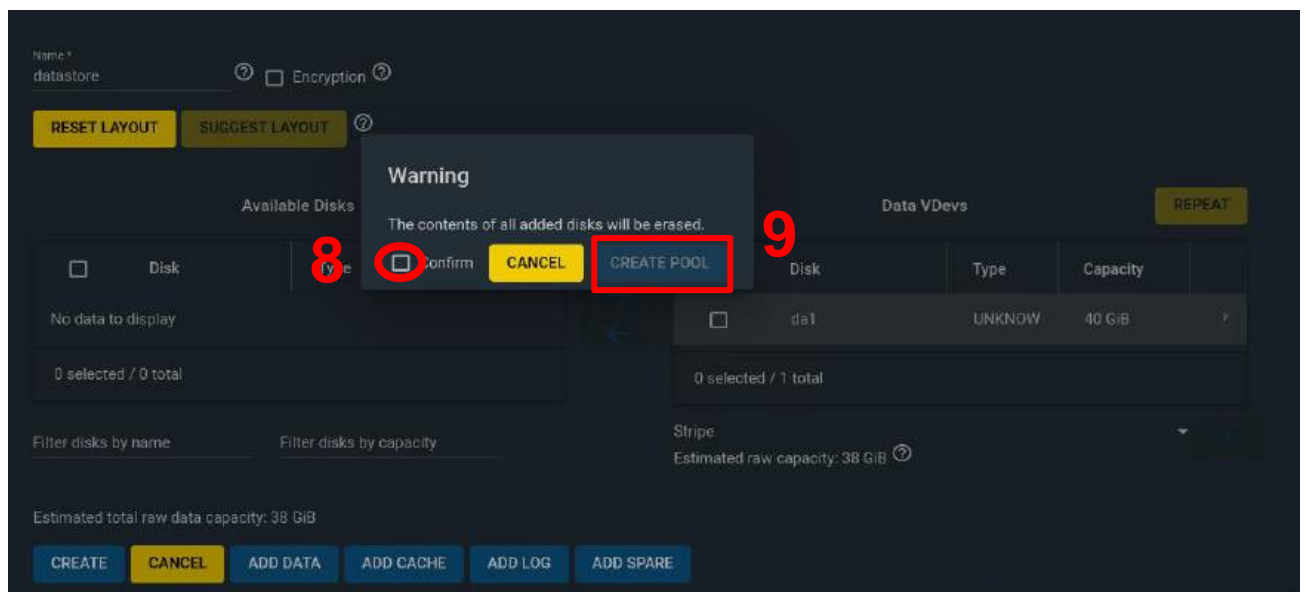 Name *
datastore
Encryption
RESET LAYOUT SUGGEST LAYOUT
Warning
The contents of all added disks will be erased.
8 Confirm CANCEL CREATE POOL 9
Available Disks Data VDevs REPEAT
Disk Type Disk Type Capacity
No data to display da1 UNKNOW 40 GiB
0 selected / 0 total 0 selected / 1 total
Filter disks by name Filter disks by capacity Stripe
Estimated raw capacity: 38 GiB
Estimated total raw data capacity: 38 GiB
CREATE CANCEL ADD DATA ADD CACHE ADD LOG ADD SPARE